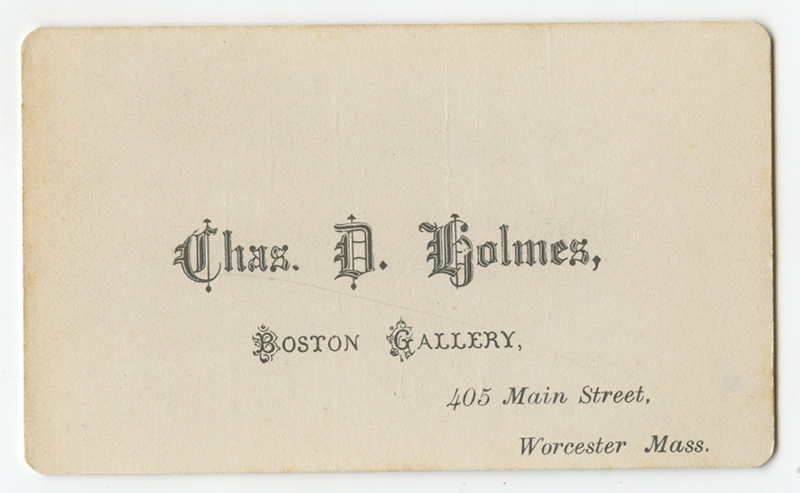 Chas. D. Holmes,
Boston Gallery,
405 Main Street,
Worcester Mass.